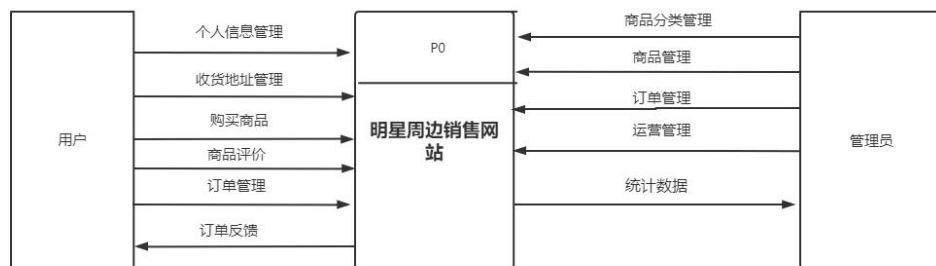 用户
个人信息管理
收货地址管理
购买商品
商品评价
订单管理
订单反馈
P0
明星周边销售网
站
商品分类管理
商品管理
订单管理
运营管理
统计数据
管理员